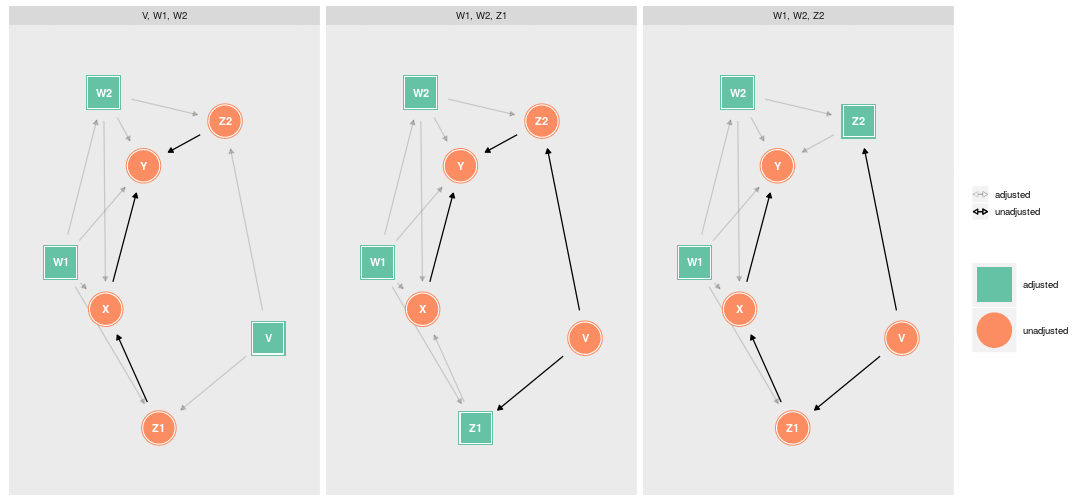 V, W1, W2
W2
Z2
Y
W1
X
V
Z1
W1, W2, Z1
W2
Z2
Y
W1
X
V
Z1
W1, W2, Z2
W2
Z2
Y
W1
X
V
Z1
adjusted
unadjusted
adjusted
unadjusted